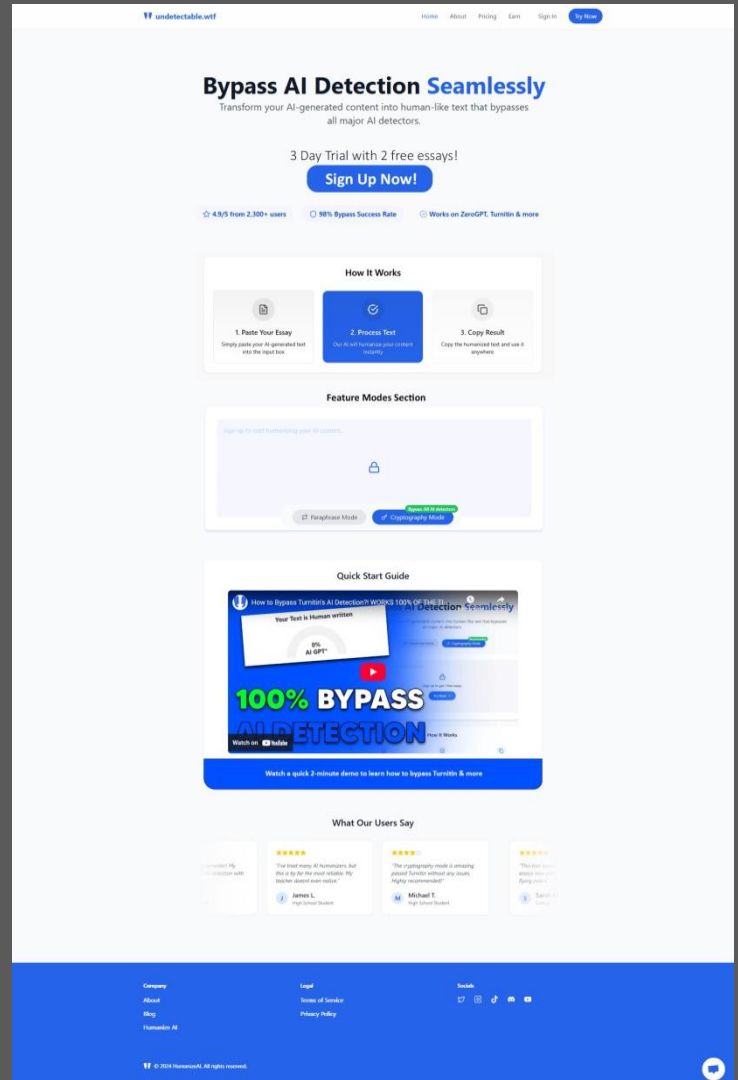 undetectable.wtf
Home About Pricing Earn Sign In Try Now
Bypass AI Detection Seamlessly
Transform your AI-generated content into human-like text that bypasses
all major AI detectors.
3 Day Trial with 2 free essays!
Sign Up Now!
4.9/5 from 2,300+ users
98% Bypass Success Rate
Works on ZeroGPT, Turnitin & more
How It Works
1. Paste Your Essay
Simply paste your AI-generated text
into the input box
2. Process Text
Our AI will humanize your content
instantly
3. Copy Result
Copy the humanized text and use it
anywhere
Feature Modes Section
Sign up to start humanizing your AI content...
Bypass All AI detectors
Paraphrase Mode
Cryptography Mode
Quick Start Guide
How to Bypass Turnitin's AI Detection?! WORKS 100% OF THE TI...
AI Detection Seamlessly
Your Text is Human written
0%
AI GPT*
100% BYPASS
AI DETECTION
How It Works
Watch on YouTube
Watch a quick 2-minute demo to learn how to bypass Turnitin & more
What Our Users Say
"I've tried many AI humanizers, but
this is by far the most reliable. My
teacher doesnt even notice."
J
James L.
High School Student
"The cryptography mode is amazing
passed Turnitin without any issues.
Highly recommended!"
M
Michael T.
High School Student
"This tool
S
Company
About
Blog
Humanize AI
Legal
Terms of Service
Privacy Policy
Socials
© 2024 HumanizeAI. All rights reserved.